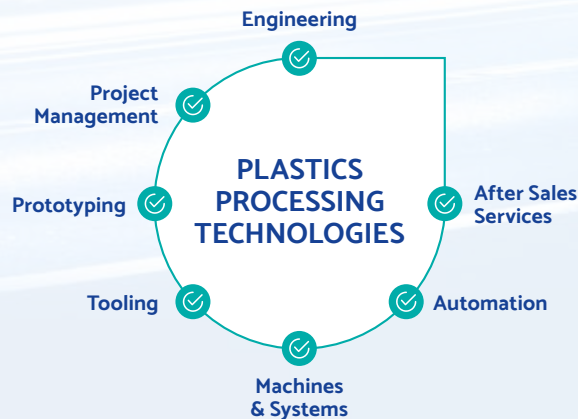 Engineering
Project
Management
Prototyping
Tooling
Machines
& Systems
Automation
After Sales
Services
PLASTICS
PROCESSING
TECHNOLOGIES